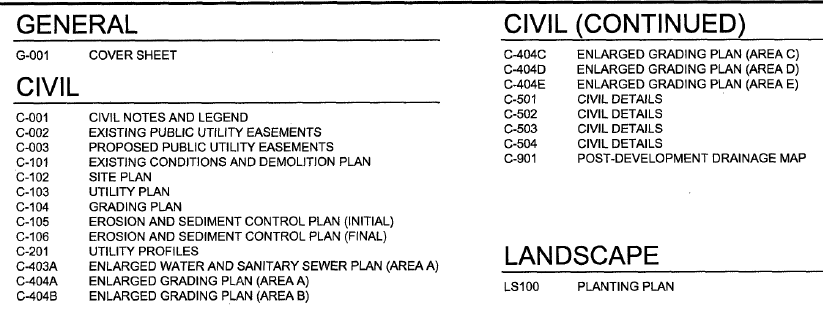 GENERAL
G-001 COVER SHEET
CIVIL
C-001 CIVIL NOTES AND LEGEND
C-002 EXISTING PUBLIC UTILITY EASEMENTS
C-003 PROPOSED PUBLIC UTILITY EASEMENTS
C-101 EXISTING CONDITIONS AND DEMOLITION PLAN
C-102 SITE PLAN
C-103 UTILITY PLAN
C-104 GRADING PLAN
C-105 EROSION AND SEDIMENT CONTROL PLAN (INITIAL)
C-106 EROSION AND SEDIMENT CONTROL PLAN (FINAL)
C-201 UTILITY PROFILES
C-403A ENLARGED WATER AND SANITARY SEWER PLAN (AREA A)
C-404A ENLARGED GRADING PLAN (AREA A)
C-404B ENLARGED GRADING PLAN (AREA B)
CIVIL (CONTINUED)
C-404C ENLARGED GRADING PLAN (AREA C)
C-404D ENLARGED GRADING PLAN (AREA D)
C-404E ENLARGED GRADING PLAN (AREA E)
C-501 CIVIL DETAILS
C-502 CIVIL DETAILS
C-503 CIVIL DETAILS
C-504 CIVIL DETAILS
C-901 POST-DEVELOPMENT DRAINAGE MAP
LANDSCAPE
LS100 PLANTING PLAN